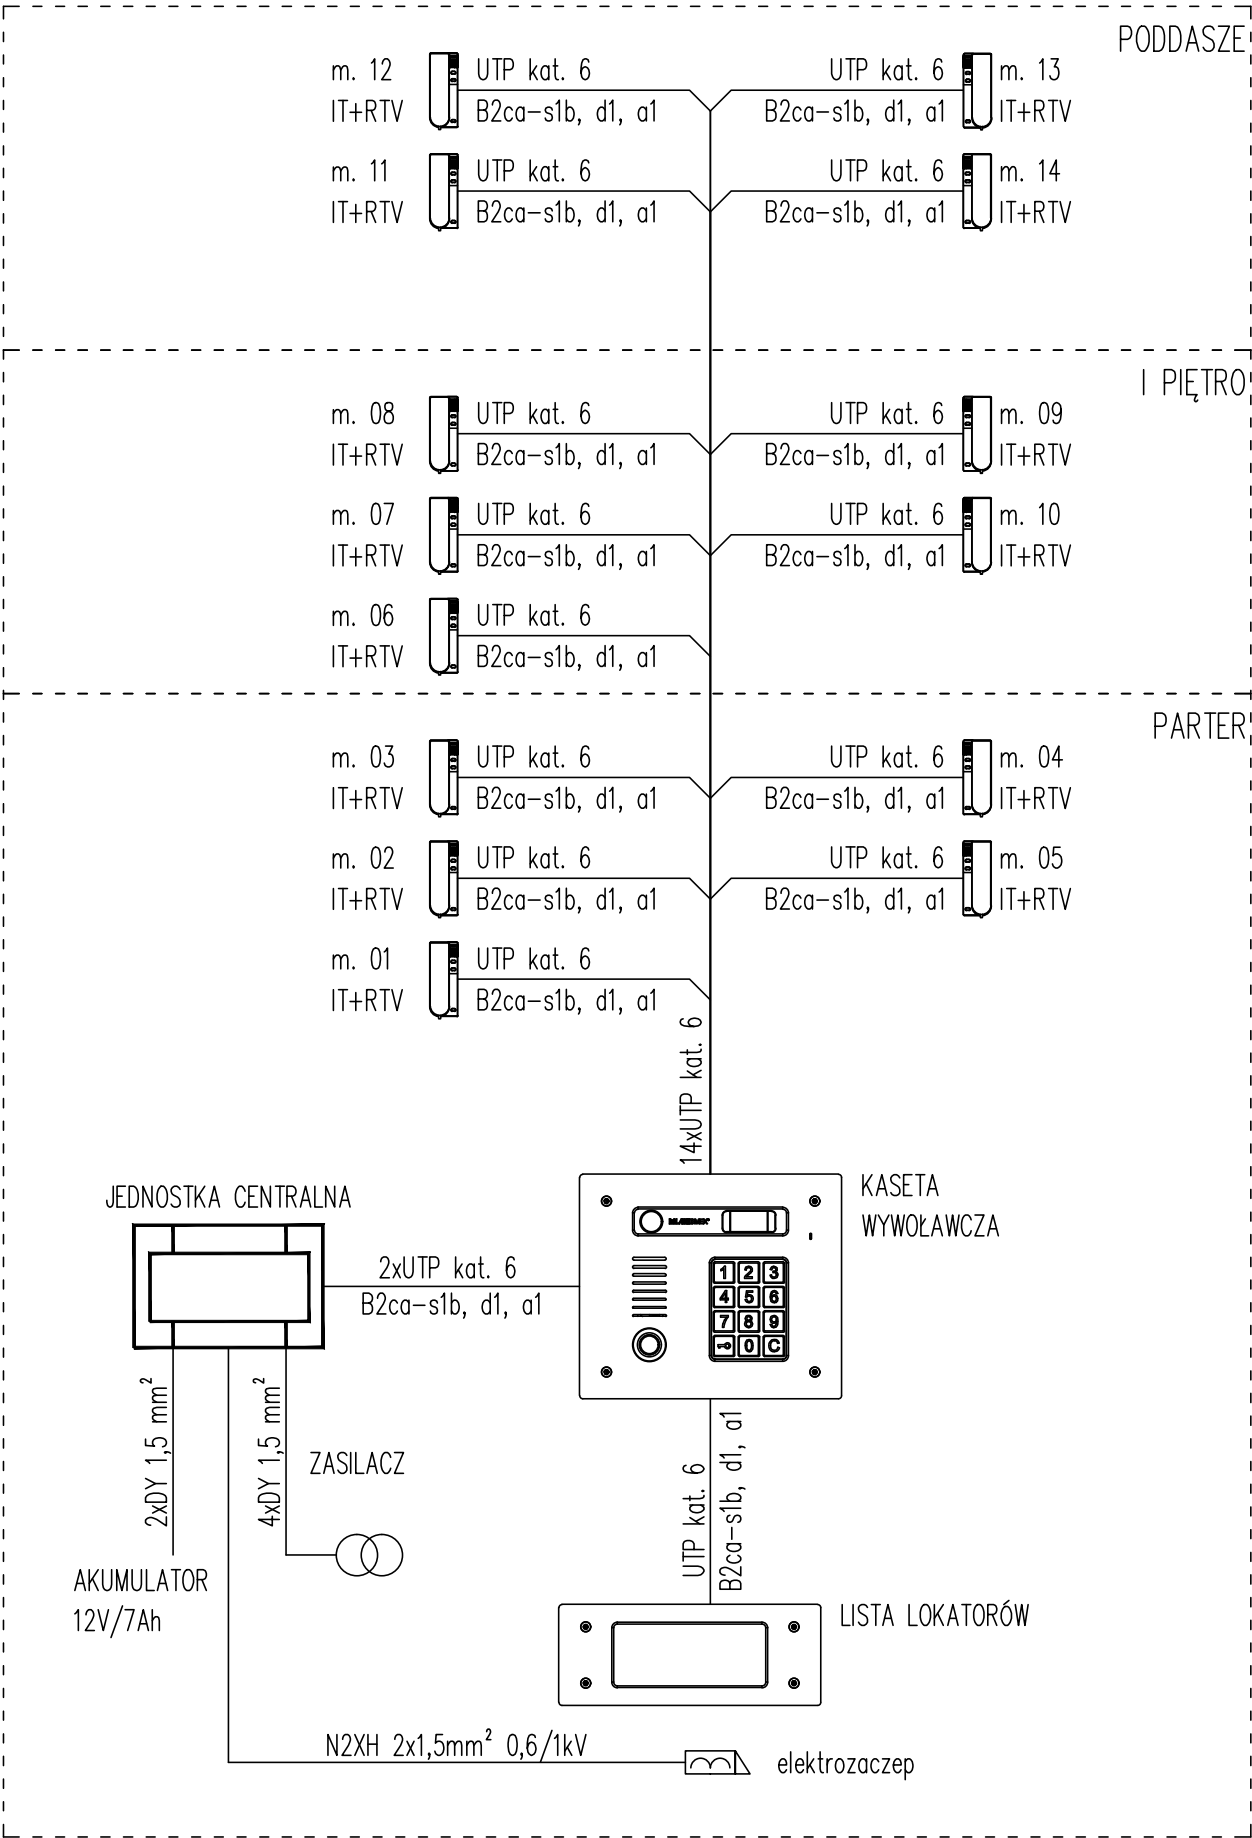 PODDASZE
m. 12 UTP kat. 6 UTP kat. 6 m. 13
IT+RTV B2ca-s1b, d1, a1 B2ca-s1b, d1, a1 IT+RTV
m. 11 UTP kat. 6 UTP kat. 6 m. 14
IT+RTV B2ca-s1b, d1, a1 B2ca-s1b, d1, a1 IT+RTV
I PIĘTRO
m. 08 UTP kat. 6 UTP kat. 6 m. 09
IT+RTV B2ca-s1b, d1, a1 B2ca-s1b, d1, a1 IT+RTV
m. 07 UTP kat. 6 UTP kat. 6 m. 10
IT+RTV B2ca-s1b, d1, a1 B2ca-s1b, d1, a1 IT+RTV
m. 06 UTP kat. 6
IT+RTV B2ca-s1b, d1, a1
PARTER
m. 03 UTP kat. 6 UTP kat. 6 m. 04
IT+RTV B2ca-s1b, d1, a1 B2ca-s1b, d1, a1 IT+RTV
m. 02 UTP kat. 6 UTP kat. 6 m. 05
IT+RTV B2ca-s1b, d1, a1 B2ca-s1b, d1, a1 IT+RTV
m. 01 UTP kat. 6
IT+RTV B2ca-s1b, d1, a1
14xUTP kat. 6
JEDNOSTKA CENTRALNA
KASETA
WYWOŁAWCZA
2xUTP kat. 6
B2ca-s1b, d1, a1
1 2 3
4 5 6
7 8 9
0 C
2xDY 1,5 mm²
4xDY 1,5 mm²
ZASILACZ
UTP kat. 6
B2ca-s1b, d1, a1
AKUMULATOR
12V/7Ah
LISTA LOKATORÓW
N2XH 2x1,5mm² 0,6/1kV
elektrozaczep